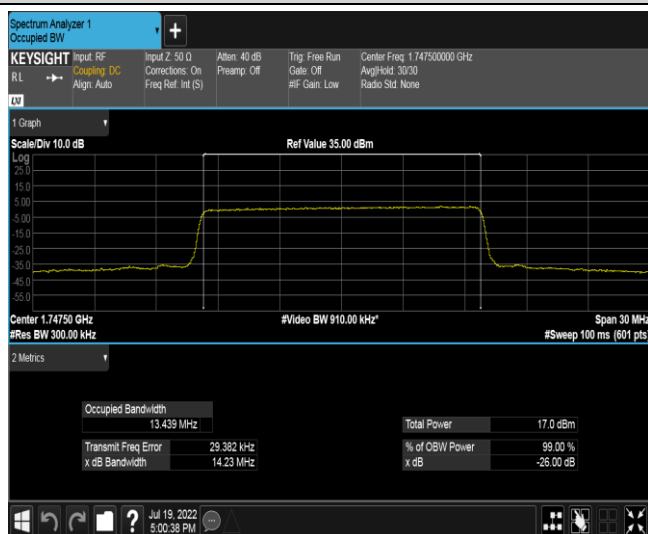 Spectrum Analyzer 1
Occupied BW
+
KEYSIGHT Input: RF Input Z: 50 Ω Atten: 40 dB Trig: Free Run Center Freq: 1.747500000 GHz
RL Coupling: DC Corrections: On Preamp: Off Gate: Off Avg|Hold: 30/30
Align: Auto Freq Ref: Int (S) #IF Gain: Low Radio Std: None
LXI
1 Graph
Scale/Div 10.0 dB Ref Value 35.00 dBm
Log
25.0
15.0
5.00
-5.00
-15.0
-25.0
-35.0
-45.0
-55.0
Center 1.74750 GHz #Video BW 910.00 kHz* Span 30 MHz
#Res BW 300.00 kHz #Sweep 100 ms (601 pts)
2 Metrics
Occupied Bandwidth
13.439 MHz Total Power 17.0 dBm
Transmit Freq Error 29.382 kHz % of OBW Power 99.00 %
x dB Bandwidth 14.23 MHz x dB -26.00 dB
? Jul 19, 2022
5:00:38 PM